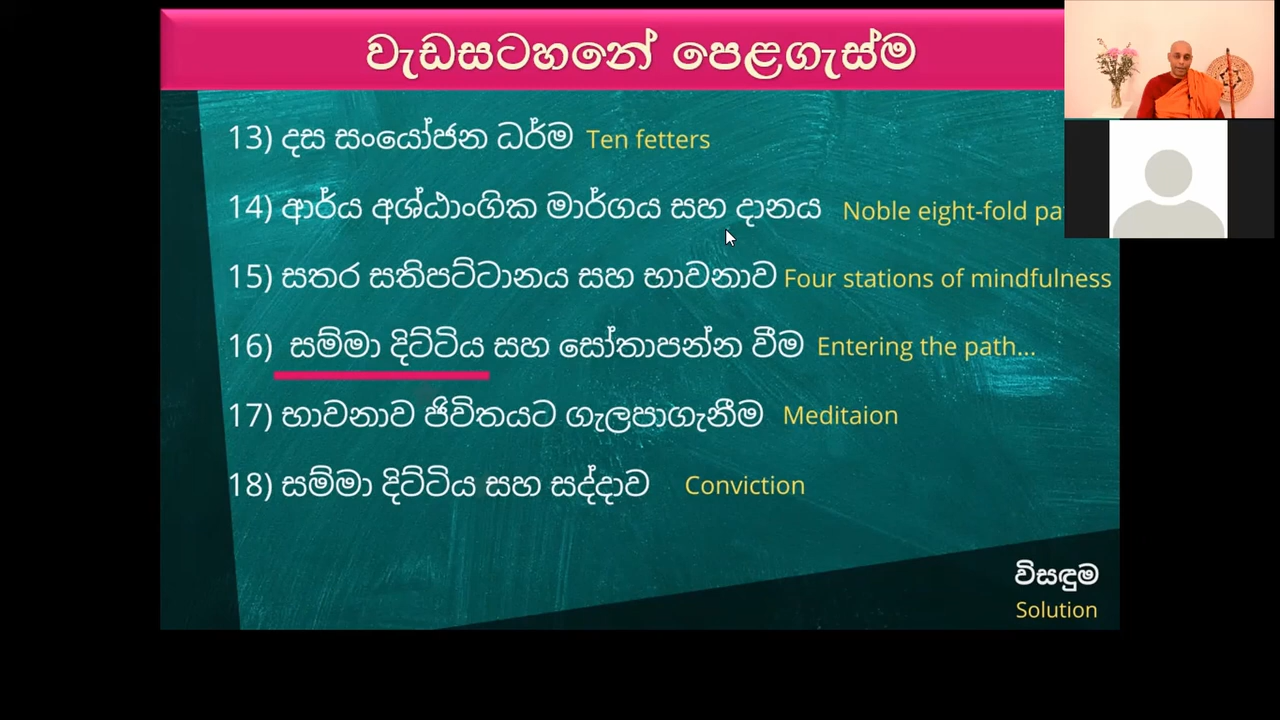 වැඩසටහනේ පෙළගැස්ම
13) දස සංයෝජන ධර්ම Ten fetters
14) ආර්ය අශ්ඨාංගික මාර්ගය සහ දානය Noble eight-fold pa
15) සතර සතිපට්ටානය සහ භාවනාව Four stations of mindfulness
16) සම්මා දිට්ටිය සහ සෝතාපන්න වීම Entering the path...
17) භාවනාව ජිවිතයට ගැලපාගැනීම Meditaion
18) සම්මා දිට්ටිය සහ සද්දාව Conviction
විසඳුම
Solution